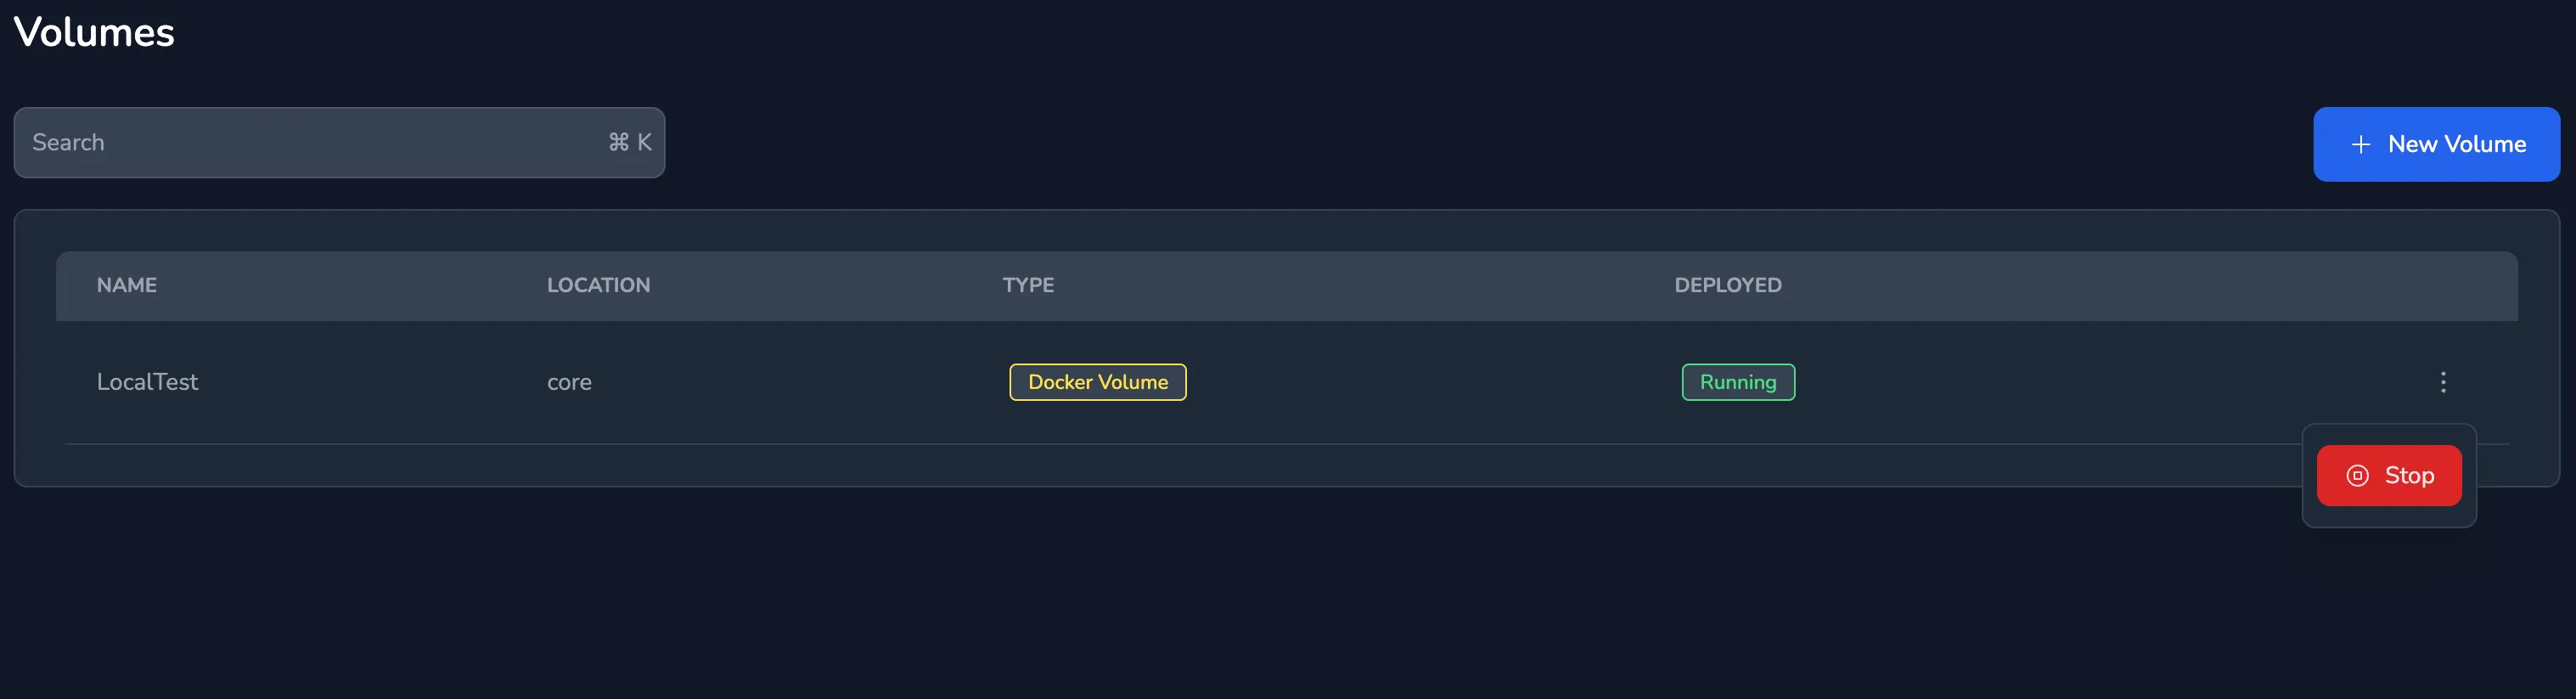 Volumes
Search ⌘ K
+ New Volume
NAME LOCATION TYPE DEPLOYED
LocalTest core Docker Volume Running
Stop